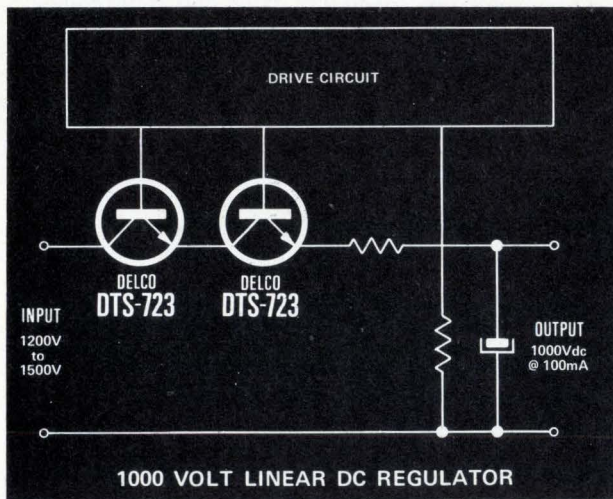 DRIVE CIRCUIT
DELCO
DTS-723
DELCO
DTS-723
INPUT
1200V
to
1500V
OUTPUT
1000Vdc
@ 100mA
1000 VOLT LINEAR DC REGULATOR